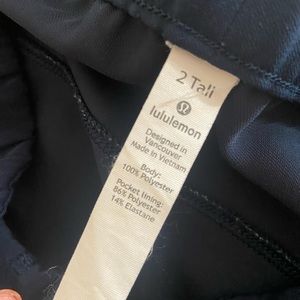 2 Tall
lululemon
Designed in
Vancouver
Made in Vietnam
Body:
100% Polyester
Pocket lining:
86% Polyester
14% Elastane